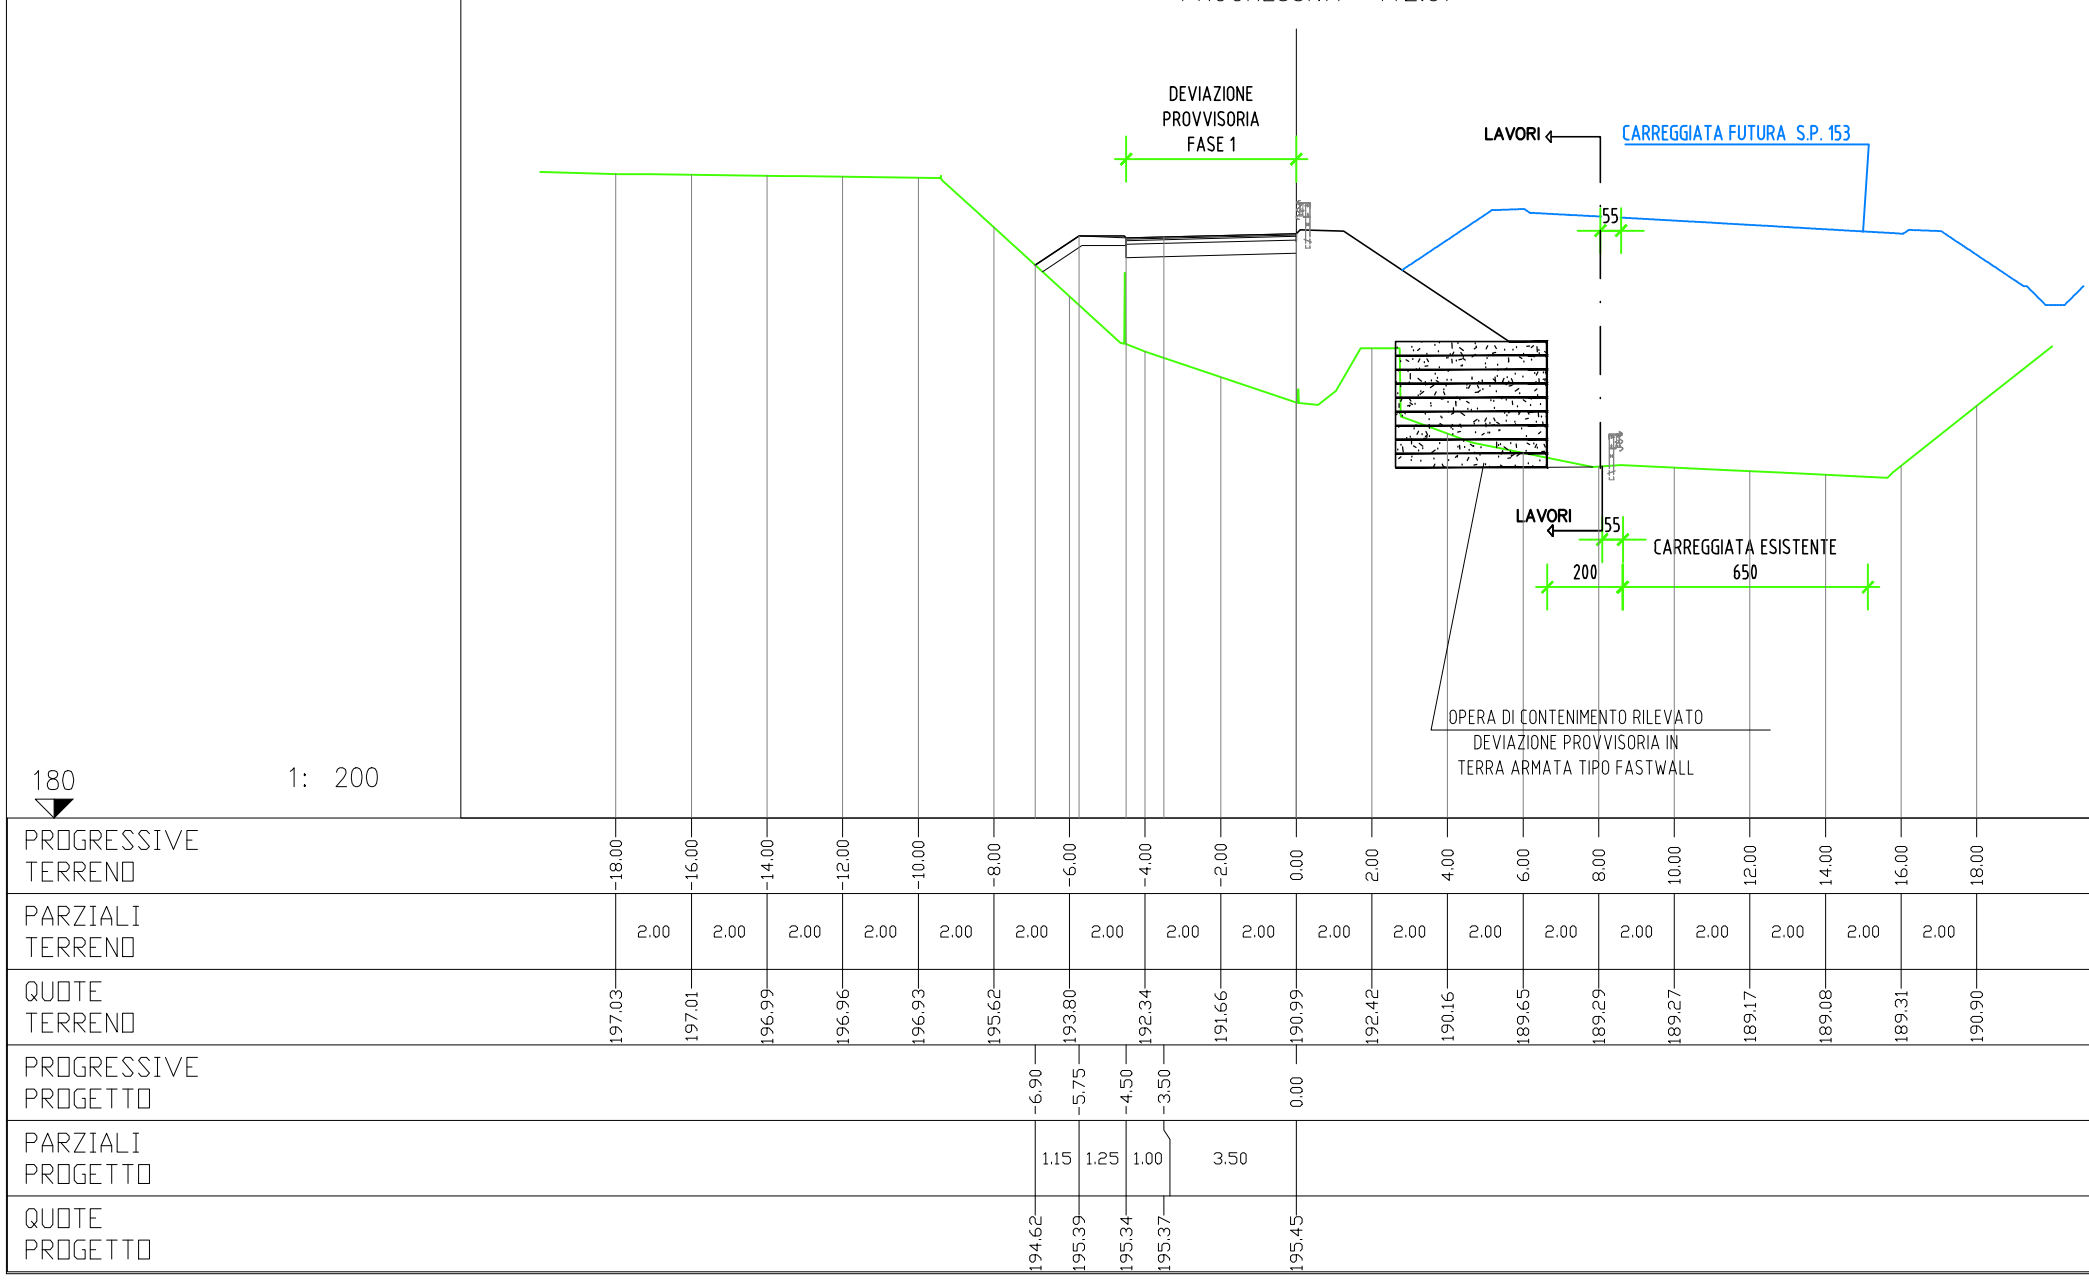 DEVIAZIONE
PROVVISORIA
FASE 1
LAVORI
CARREGGIATA FUTURA S.P. 153
55
LAVORI
55
CARREGGIATA ESISTENTE
200
650
OPERA DI CONTENIMENTO RILEVATO
DEVIAZIONE PROVVISORIA IN
TERRA ARMATA TIPO FASTWALL
180
1: 200
PROGRESSIVE
TERRENO
-18.00 -16.00 -14.00 -12.00 -10.00 -8.00 -6.00 -4.00 -2.00 0.00 2.00 4.00 6.00 8.00 10.00 12.00 14.00 16.00 18.00
PARZIALI
TERRENO
2.00 2.00 2.00 2.00 2.00 2.00 2.00 2.00 2.00 2.00 2.00 2.00 2.00 2.00 2.00 2.00 2.00 2.00
QUOTE
TERRENO
197.03 197.01 196.99 196.96 196.93 195.62 193.80 192.34 191.66 190.99 192.42 190.16 189.65 189.29 189.27 189.17 189.08 189.31 190.90
PROGRESSIVE
PROGETTO
-6.90 -5.75 -4.50 -3.50 0.00
PARZIALI
PROGETTO
1.15 1.25 1.00 3.50
QUOTE
PROGETTO
194.62 195.39 195.34 195.37 195.45